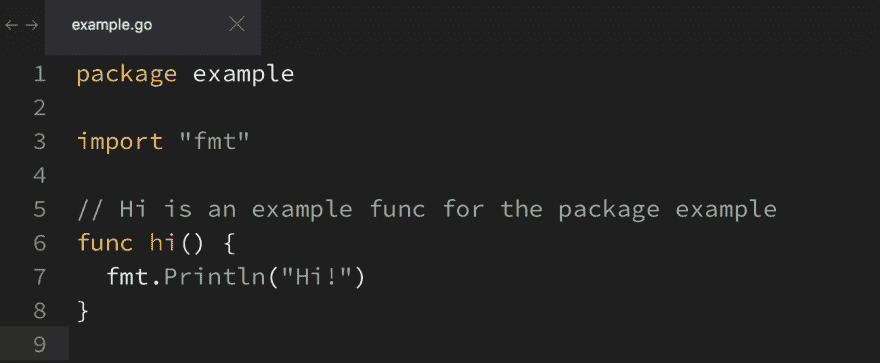 example.go
1 package example
2
3 import "fmt"
4
5 // Hi is an example func for the package example
6 func hi() {
7   fmt.Println("Hi!")
8 }
9